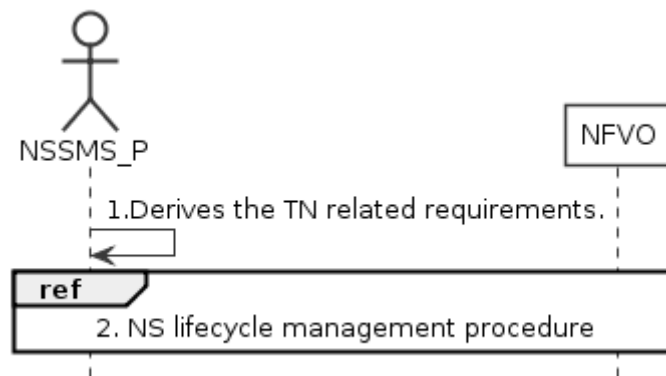 NSSMS_P
NFVO
1.Derives the TN related requirements.
ref
2. NS lifecycle management procedure